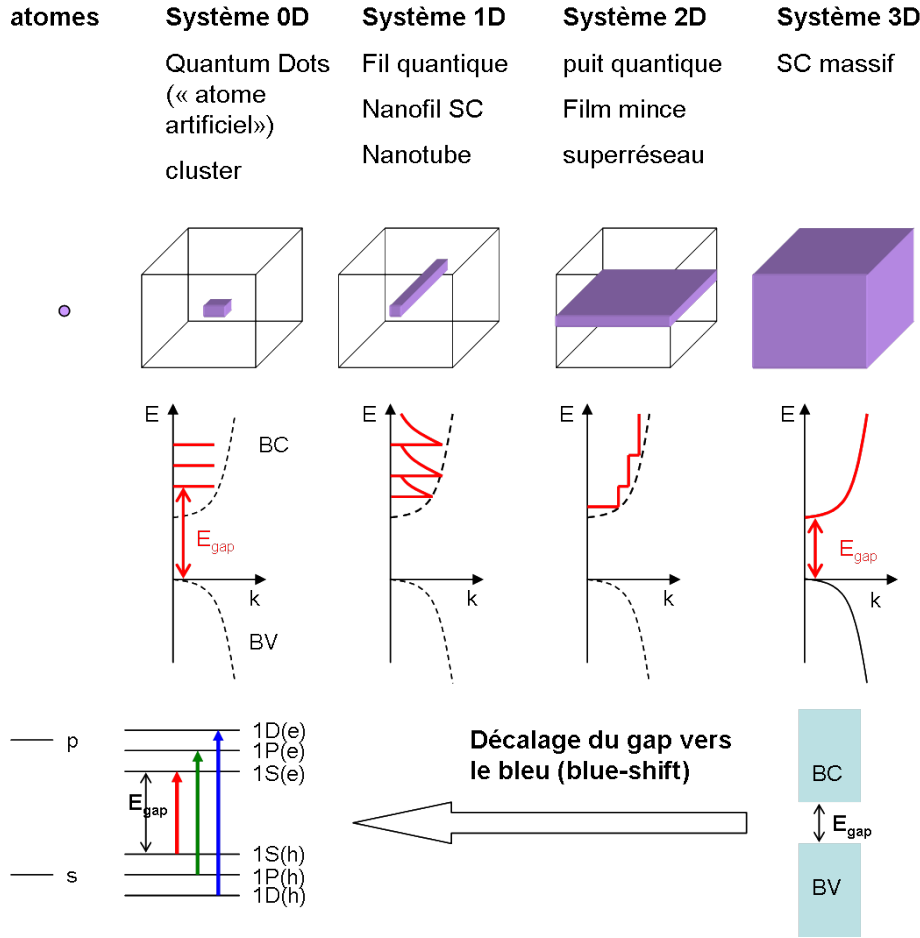 atomes
Système 0D
Système 1D
Système 2D
Système 3D
Quantum Dots
(« atome
artificiel»)
cluster
Fil quantique
Nanofil SC
Nanotube
puit quantique
Film mince
superréseau
SC massif
E
BC
E gap
k
BV
E
k
E
k
E
E gap
k
p
s
1D(e)
1P(e)
1S(e)
E gap
1S(h)
1P(h)
1D(h)
Décalage du gap vers
le bleu (blue-shift)
BC
E gap
BV